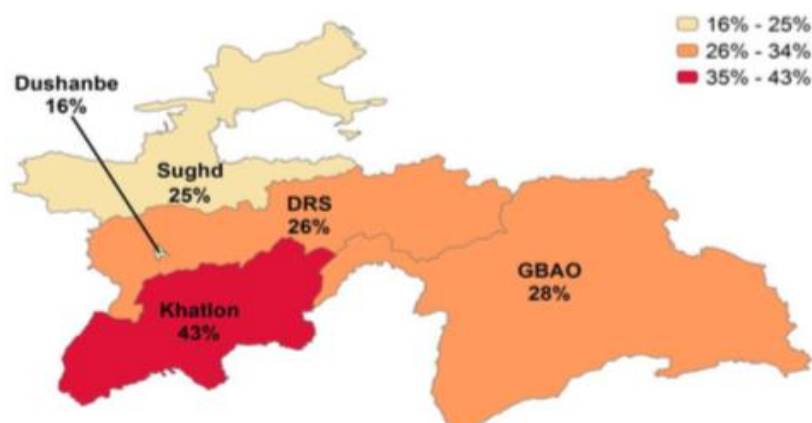 16% - 25%
26% - 34%
35% - 43%
Dushanbe
16%
Sughd
25%
DRS
26%
GBAO
28%
Khatlon
43%